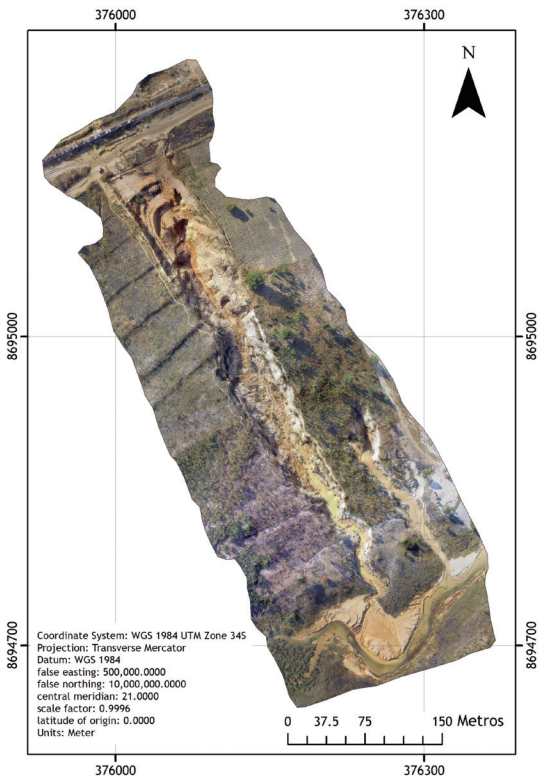 376000 376300
N
8695000 8695000
8694700 8694700
Coordinate System: WGS 1984 UTM Zone 34S
Projection: Transverse Mercator
Datum: WGS 1984
false easting: 500,000.0000
false northing: 10,000,000.0000
central meridian: 21.0000
scale factor: 0.9996
latitude of origin: 0.0000
Units: Meter
0 37.5 75 150 Metros
376000 376300